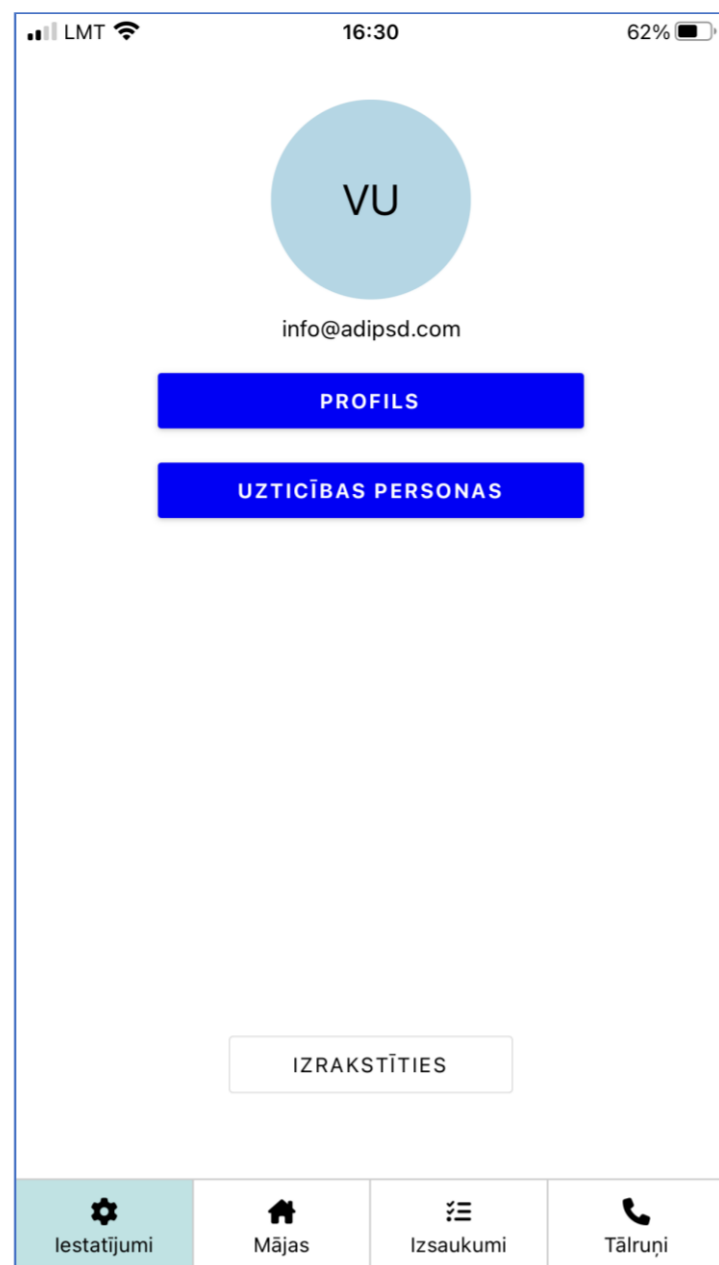 LMT 16:30 62%
VU
info@adipsd.com
PROFILS
UZTICĪBAS PERSONAS
IZRAKSTĪTIES
Iestatījumi Mājas Izsaukumi Tālruņi